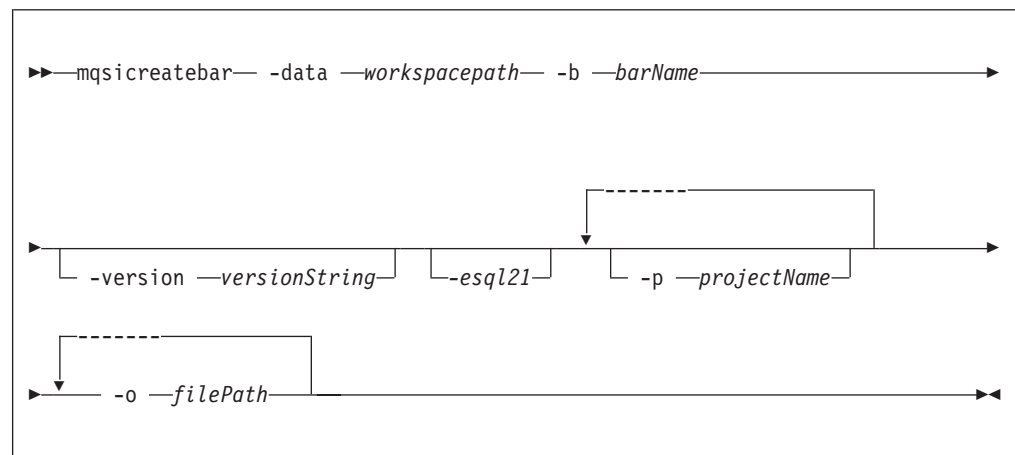 mqsicreatebar -data workspacepath -b barName
-version versionString -esql21 -p projectName
-o filePath